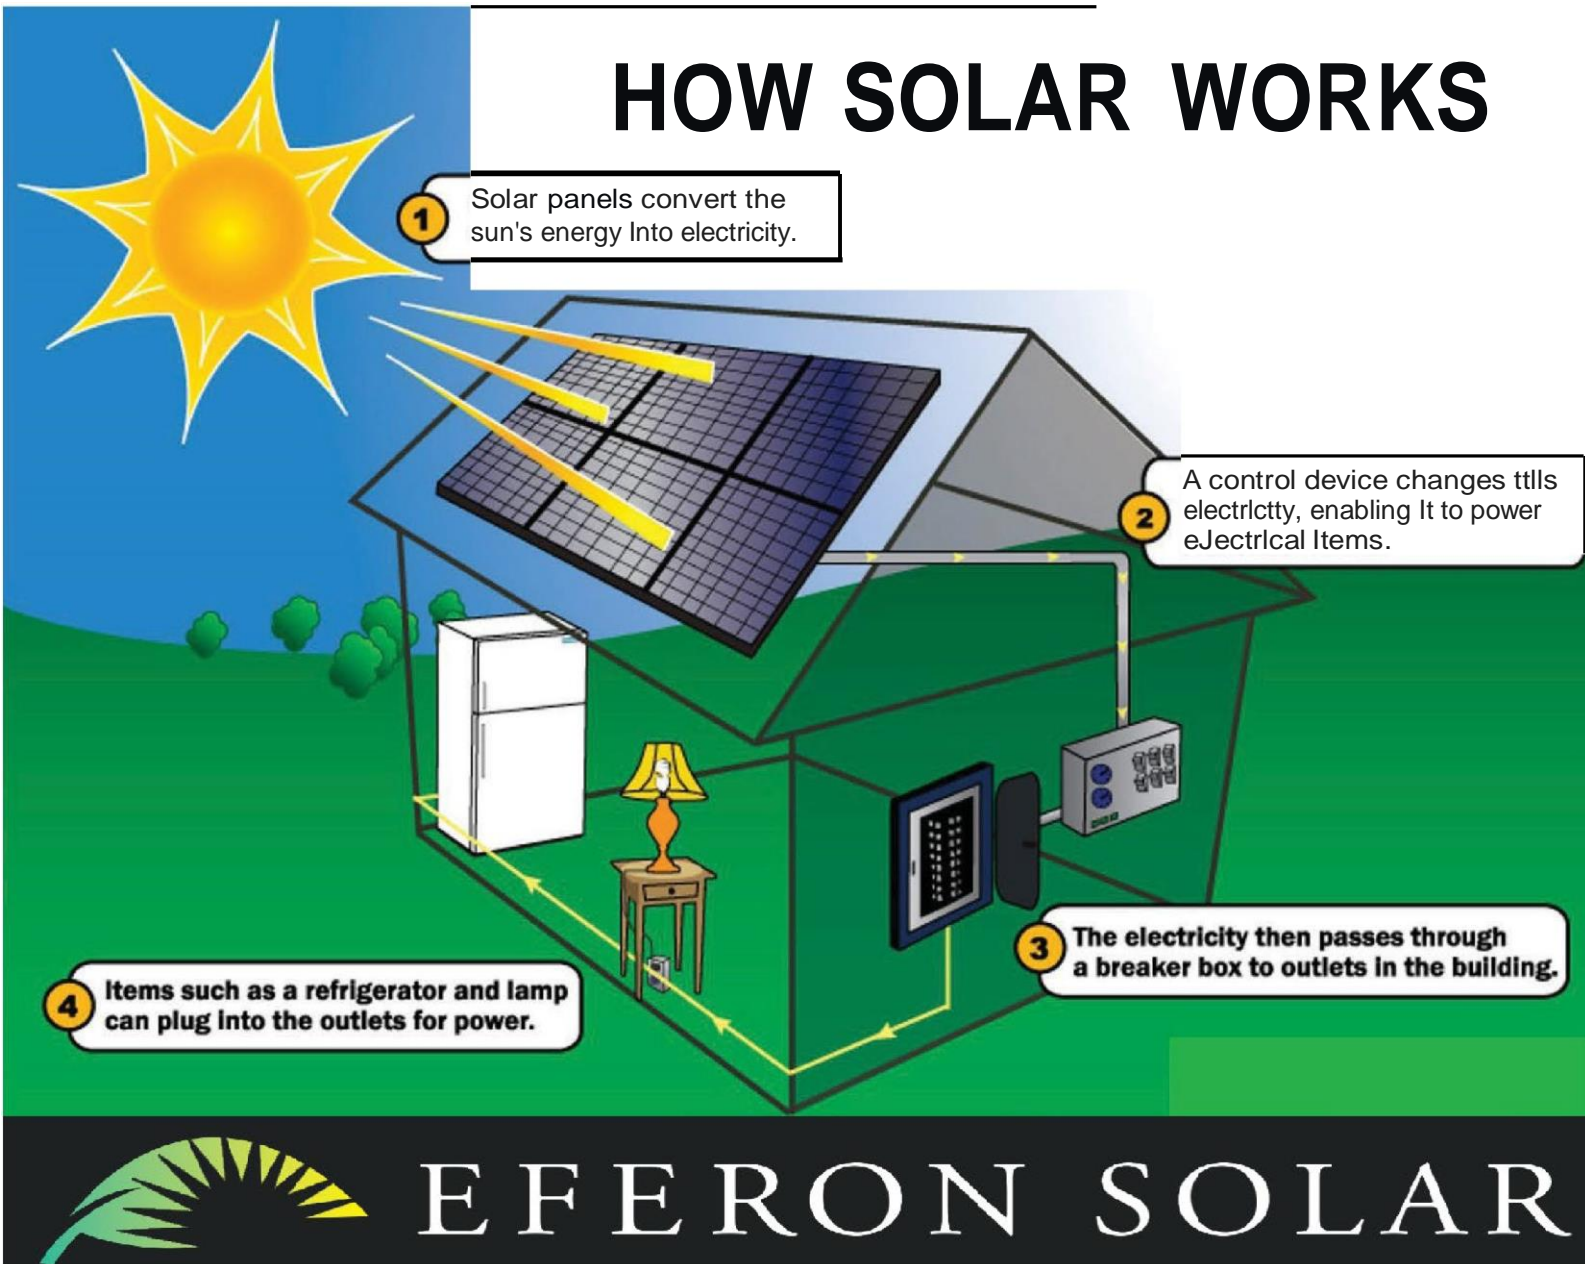 HOW SOLAR WORKS
1
Solar panels convert the
sun's energy Into electricity.
2
A control device changes ttlls
electrlctty, enabling It to power
eJectrlcal Items.
3
The electricity then passes through
a breaker box to outlets in the building.
4
Items such as a refrigerator and lamp
can plug into the outlets for power.
EFERON SOLAR